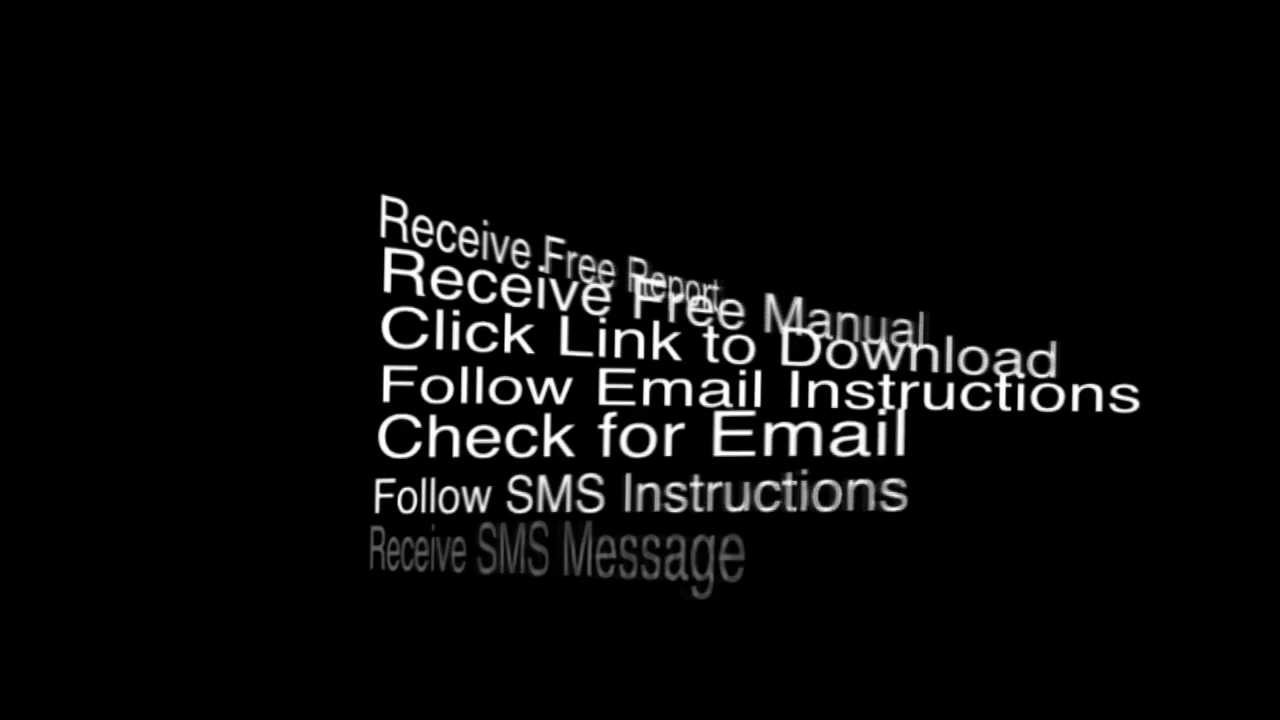 Receive Free Report
Receive Free Manual
Click Link to Download
Follow Email Instructions
Check for Email
Follow SMS Instructions
Receive SMS Message